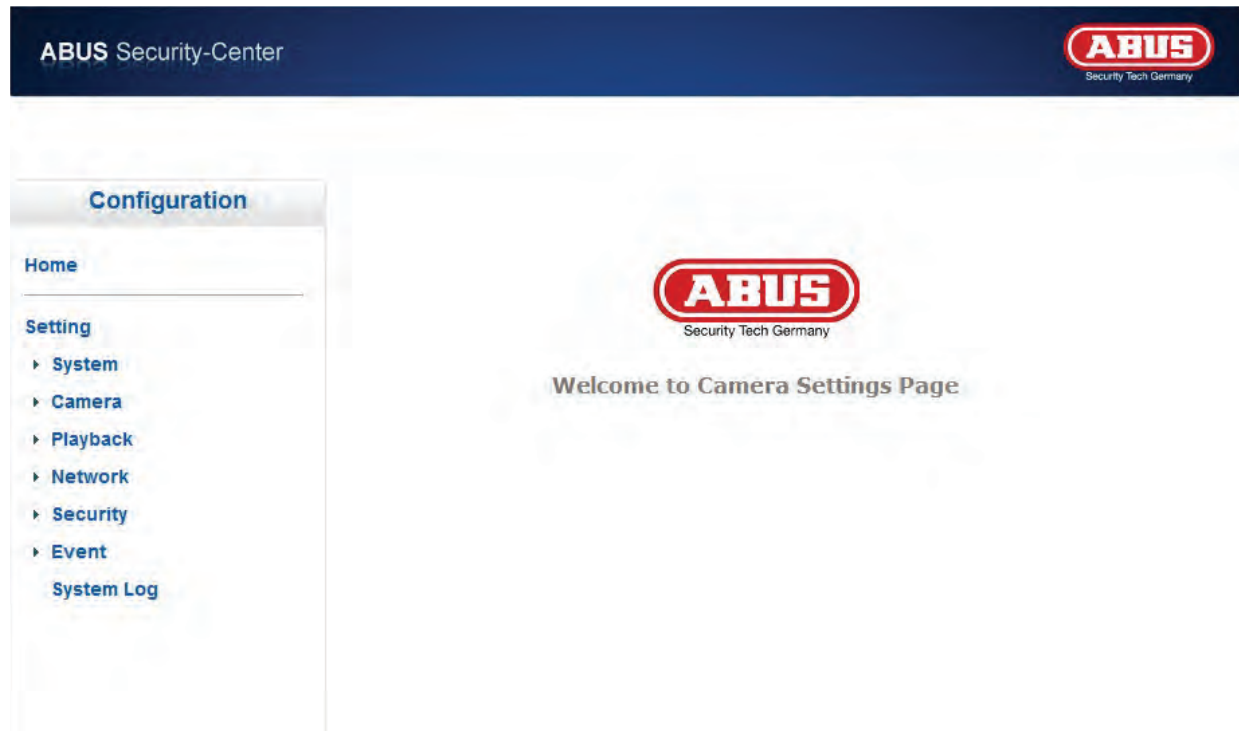 ABUS Security-Center
ABUS
Security Tech Germany
Configuration
Home
Setting
System
Camera
Playback
Network
Security
Event
System Log
ABUS
Security Tech Germany
Welcome to Camera Settings Page